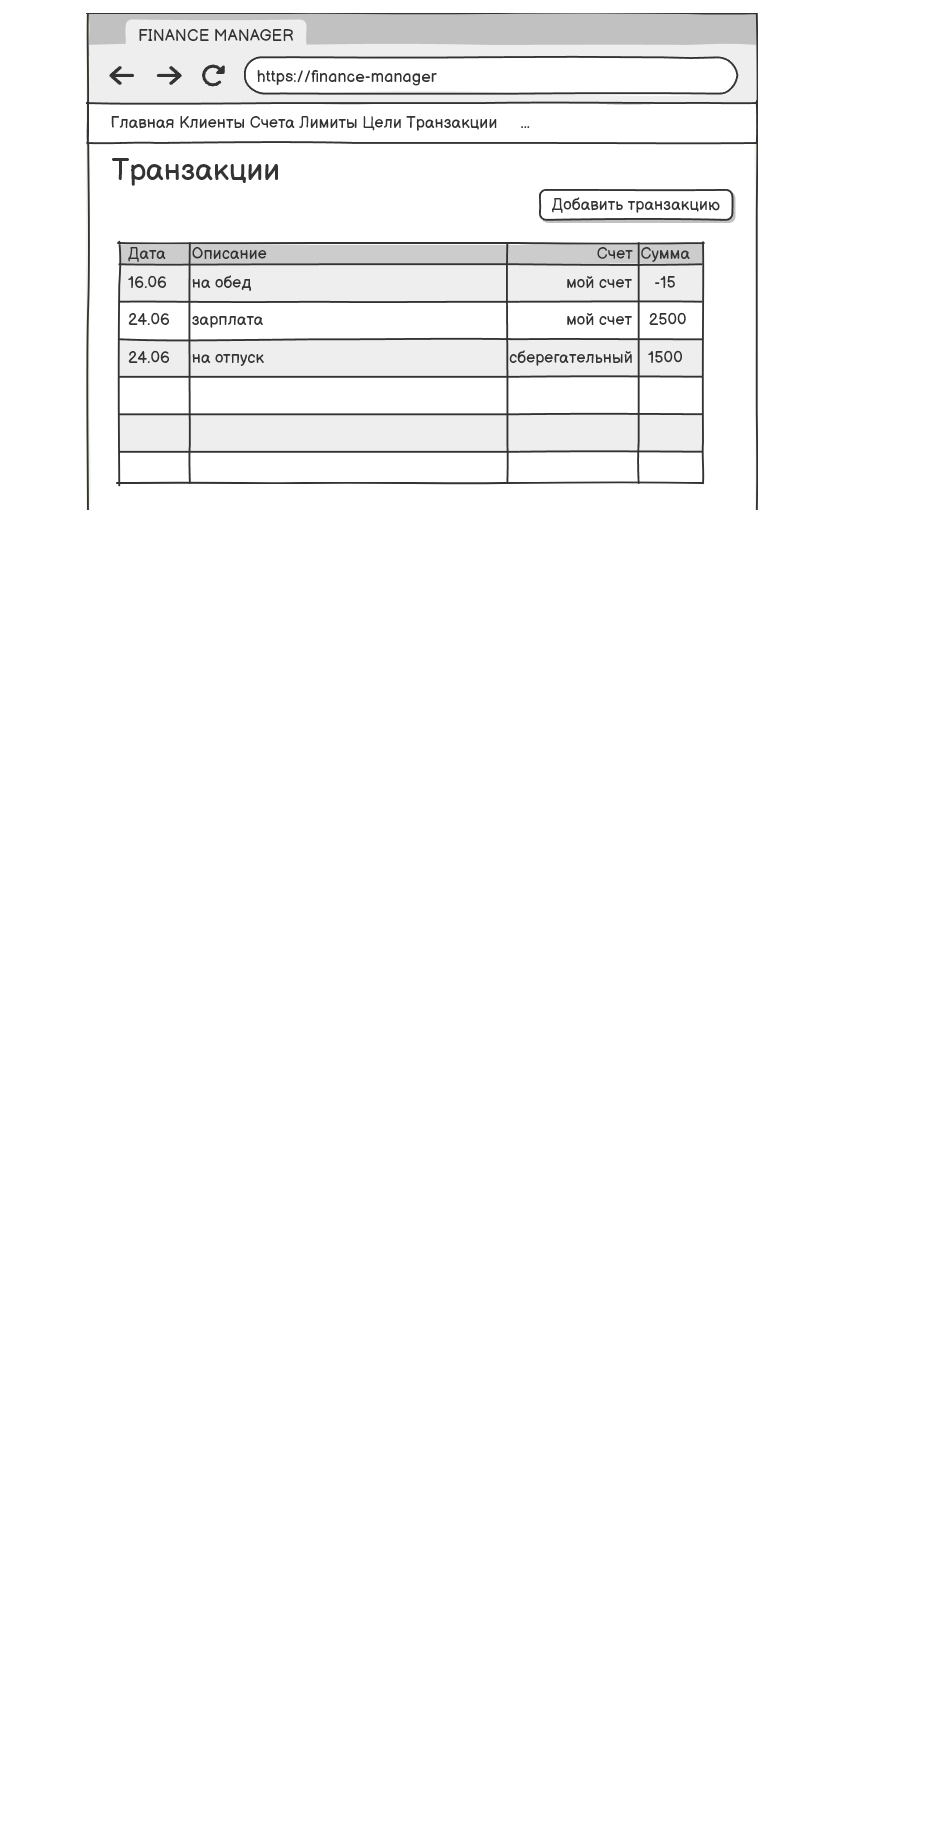 FINANCE MANAGER
https://finance-manager
Главная Клиенты Счета Лимиты Цели Транзакции ...
Транзакции
Добавить транзакцию
Дата Описание Счет Сумма
16.06 на обед мой счет -15
24.06 зарплата мой счет 2500
24.06 на отпуск сберегательный 1500